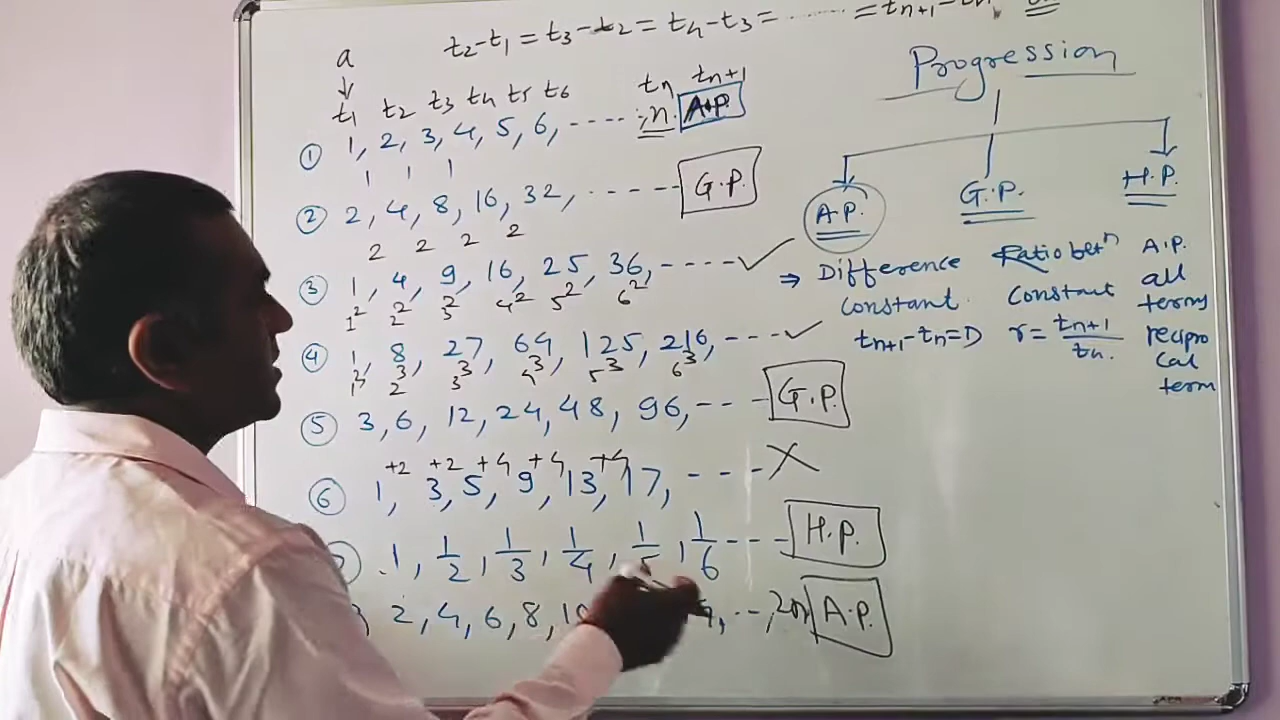 t2-t1 = t3-t2 = t4-t3 = ...... = tn+1-tn
a
↓
t1 t2 t3 t4 t5 t6 tn tn+1
① 1, 2, 3, 4, 5, 6, ---- ; n. A.P.
1 1 1
② 2, 4, 8, 16, 32, ------ G.P.
2 2 2 2
③ 1, 4, 9, 16, 25, 36, ---- ✓
1² 2² 3² 4² 5² 6²
④ 1, 8, 27, 64, 125, 216, --- ✓
1³ 2³ 3³ 4³ 5³ 6³
⑤ 3, 6, 12, 24, 48, 96, --- G.P.
+2 +2 +4 +4 +4
⑥ 1, 3, 5, 9, 13, 17, --- X
1, 1/2, 1/3, 1/4, 1/5, 1/6 --- H.P.
2, 4, 6, 8, 10 --, 2n A.P.
Progression
A.P. G.P. H.P.
⇒ Difference
constant.
tn+1-tn=D
Ratio betn
Constant
r = tn+1/tn.
A.P.
all
terms
recipro
cal
term